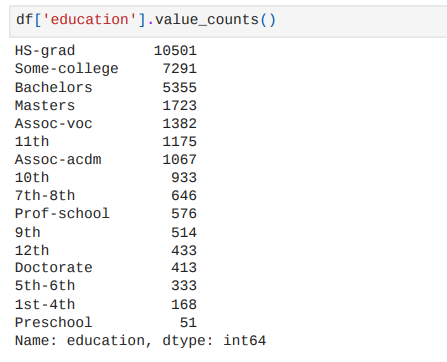 df['education'].value_counts()
HS-grad 10501
Some-college 7291
Bachelors 5355
Masters 1723
Assoc-voc 1382
11th 1175
Assoc-acdm 1067
10th 933
7th-8th 646
Prof-school 576
9th 514
12th 433
Doctorate 413
5th-6th 333
1st-4th 168
Preschool 51
Name: education, dtype: int64